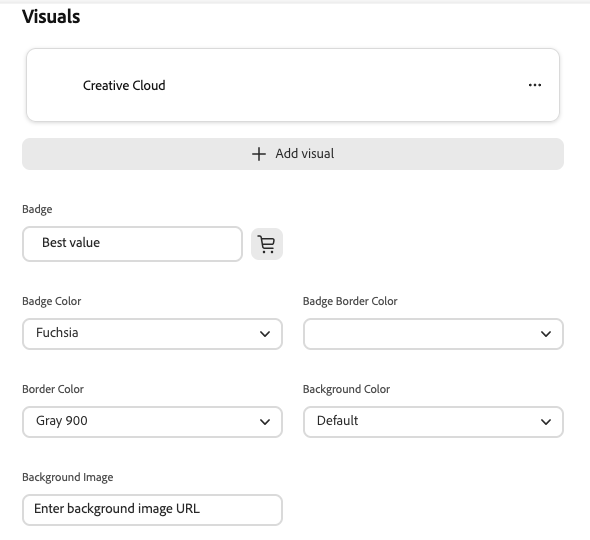 Visuals
Creative Cloud
Add visual
Badge
Best value
Badge Color
Badge Border Color
Fuchsia
Border Color
Background Color
Gray 900
Default
Background Image
Enter background image URL